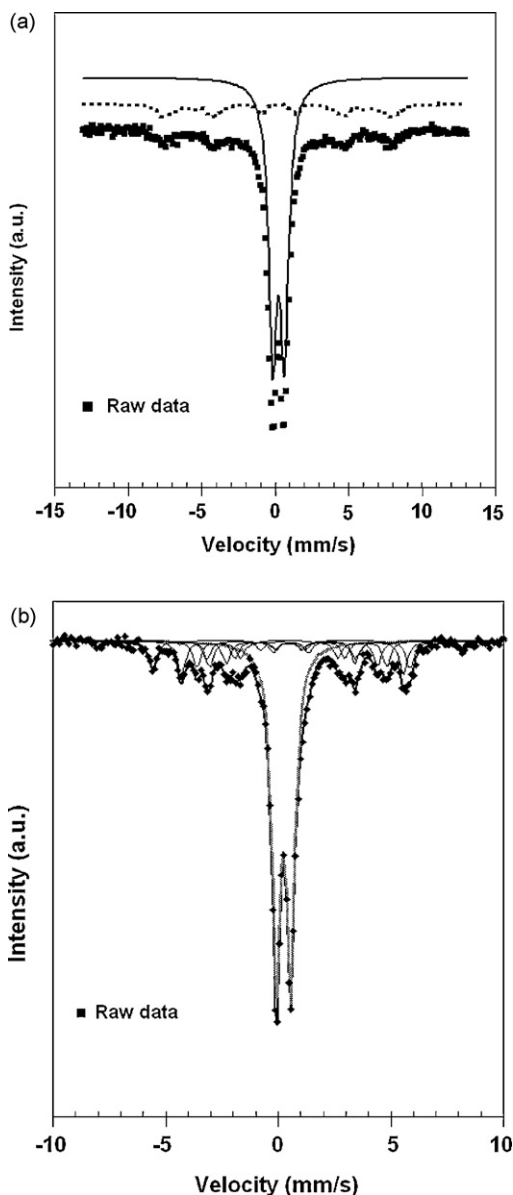 (a)
Intensity (a.u.)
■ Raw data
-15 -10 -5 0 5 10 15
Velocity (mm/s)
(b)
Intensity (a.u.)
■ Raw data
-10 -5 0 5 10
Velocity (mm/s)